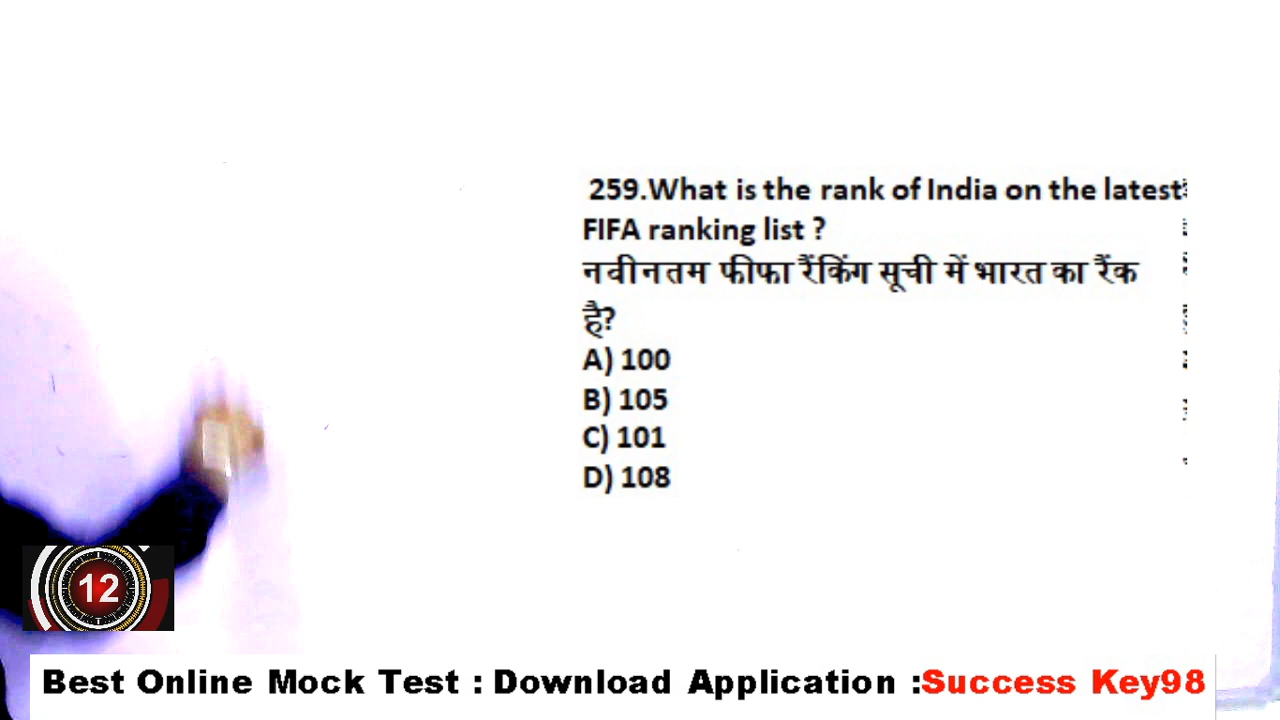 259.What is the rank of India on the latest
FIFA ranking list ?
नवीनतम फीफा रैंकिंग सूची में भारत का रैंक
है?
A) 100
B) 105
C) 101
D) 108
12
Best Online Mock Test : Download Application :Success Key98